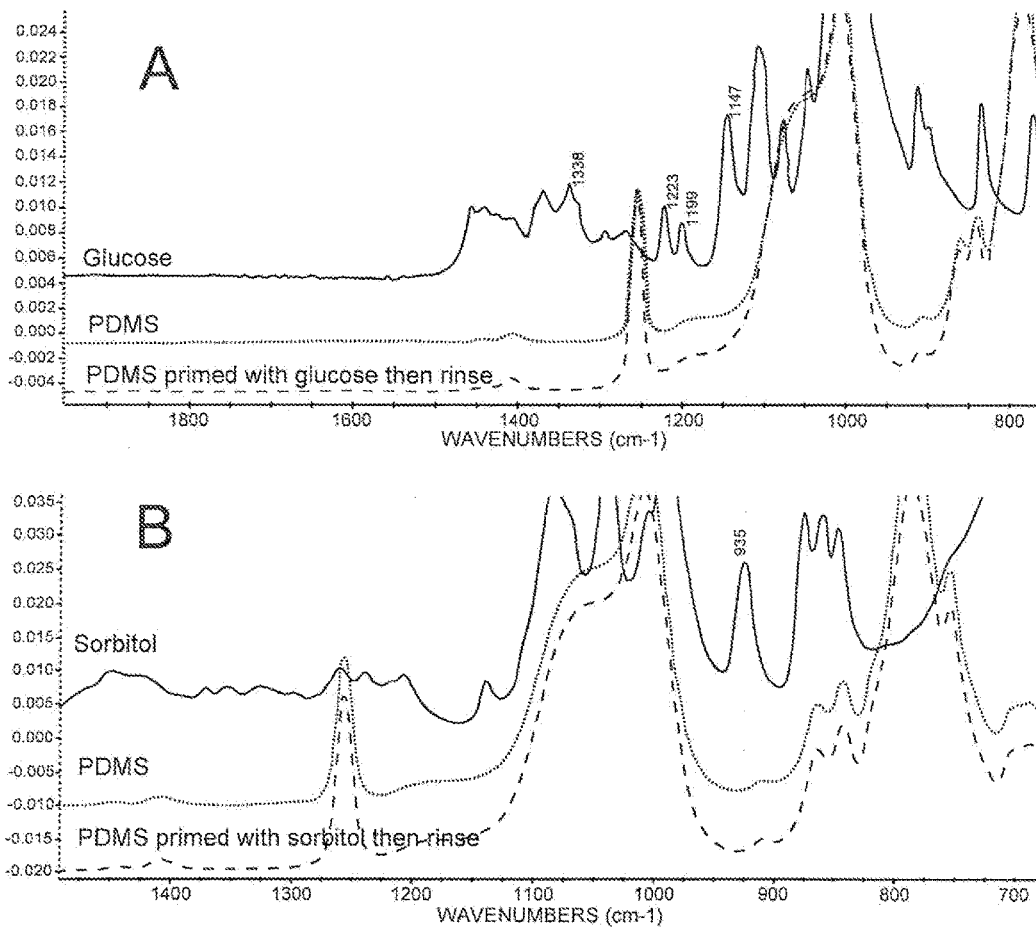 A
0.024
0.022
0.020
0.018
0.016
0.014
0.012
0.010
0.008
0.006
0.004
0.002
0.000
-0.002
-0.004
1338
1223
1199
1147
Glucose
PDMS
PDMS primed with glucose then rinse
1800 1600 1400 1200 1000 800
WAVENUMBERS (cm-1)
B
0.035
0.030
0.025
0.020
0.015
0.010
0.005
0.000
-0.005
-0.010
-0.015
-0.020
935
Sorbitol
PDMS
PDMS primed with sorbitol then rinse
1400 1300 1200 1100 1000 900 800 700
WAVENUMBERS (cm-1)